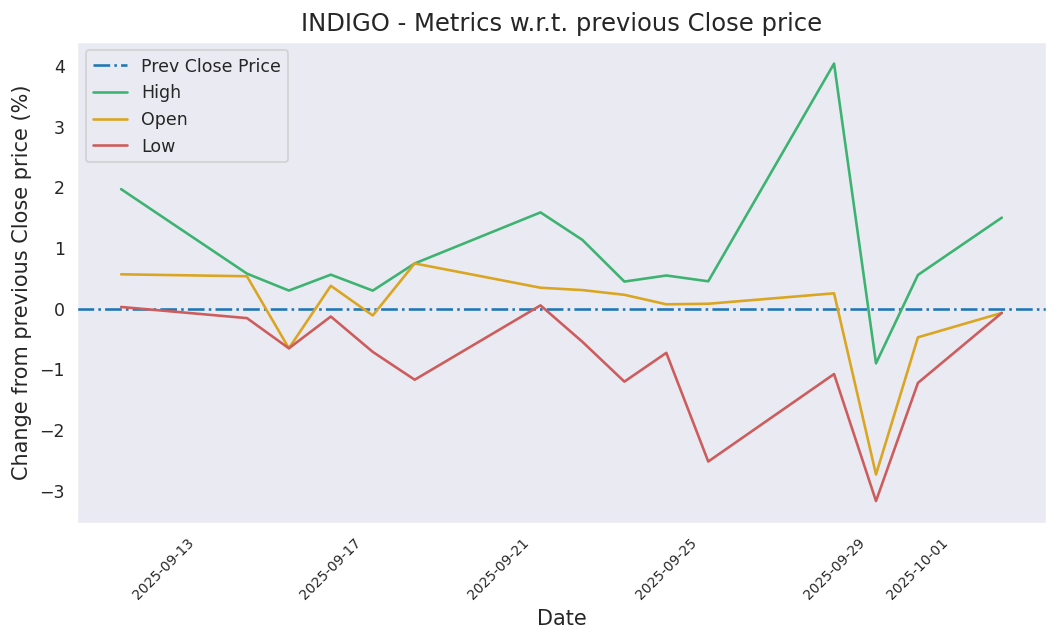 INDIGO - Metrics w.r.t. previous Close price
Prev Close Price
High
Open
Low
Change from previous Close price (%)
4
3
2
1
0
−1
−2
−3
2025-09-13
2025-09-17
2025-09-21
2025-09-25
2025-09-29
2025-10-01
Date